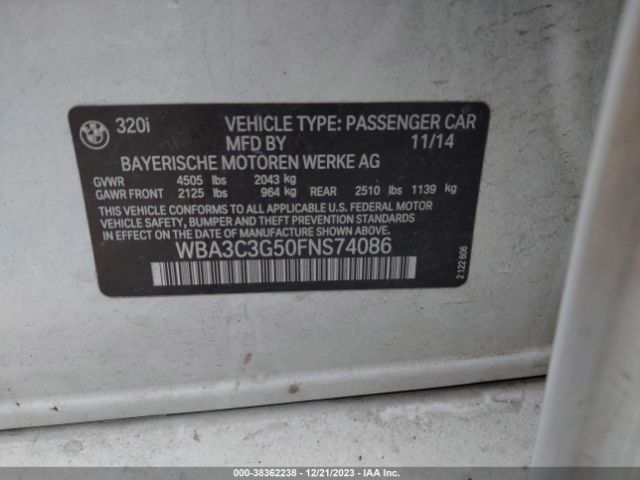 BMW
320i VEHICLE TYPE: PASSENGER CAR
MFD BY 11/14
BAYERISCHE MOTOREN WERKE AG
GVWR 4505 lbs 2043 kg
GAWR FRONT 2125 lbs 964 kg REAR 2510 lbs 1139 kg
THIS VEHICLE CONFORMS TO ALL APPLICABLE U.S. FEDERAL MOTOR
VEHICLE SAFETY, BUMPER AND THEFT PREVENTION STANDARDS
IN EFFECT ON THE DATE OF MANUFACTURE SHOWN ABOVE.
WBA3C3G50FNS74086
2 122 606
000-38362238 - 12/21/2023 - IAA Inc.